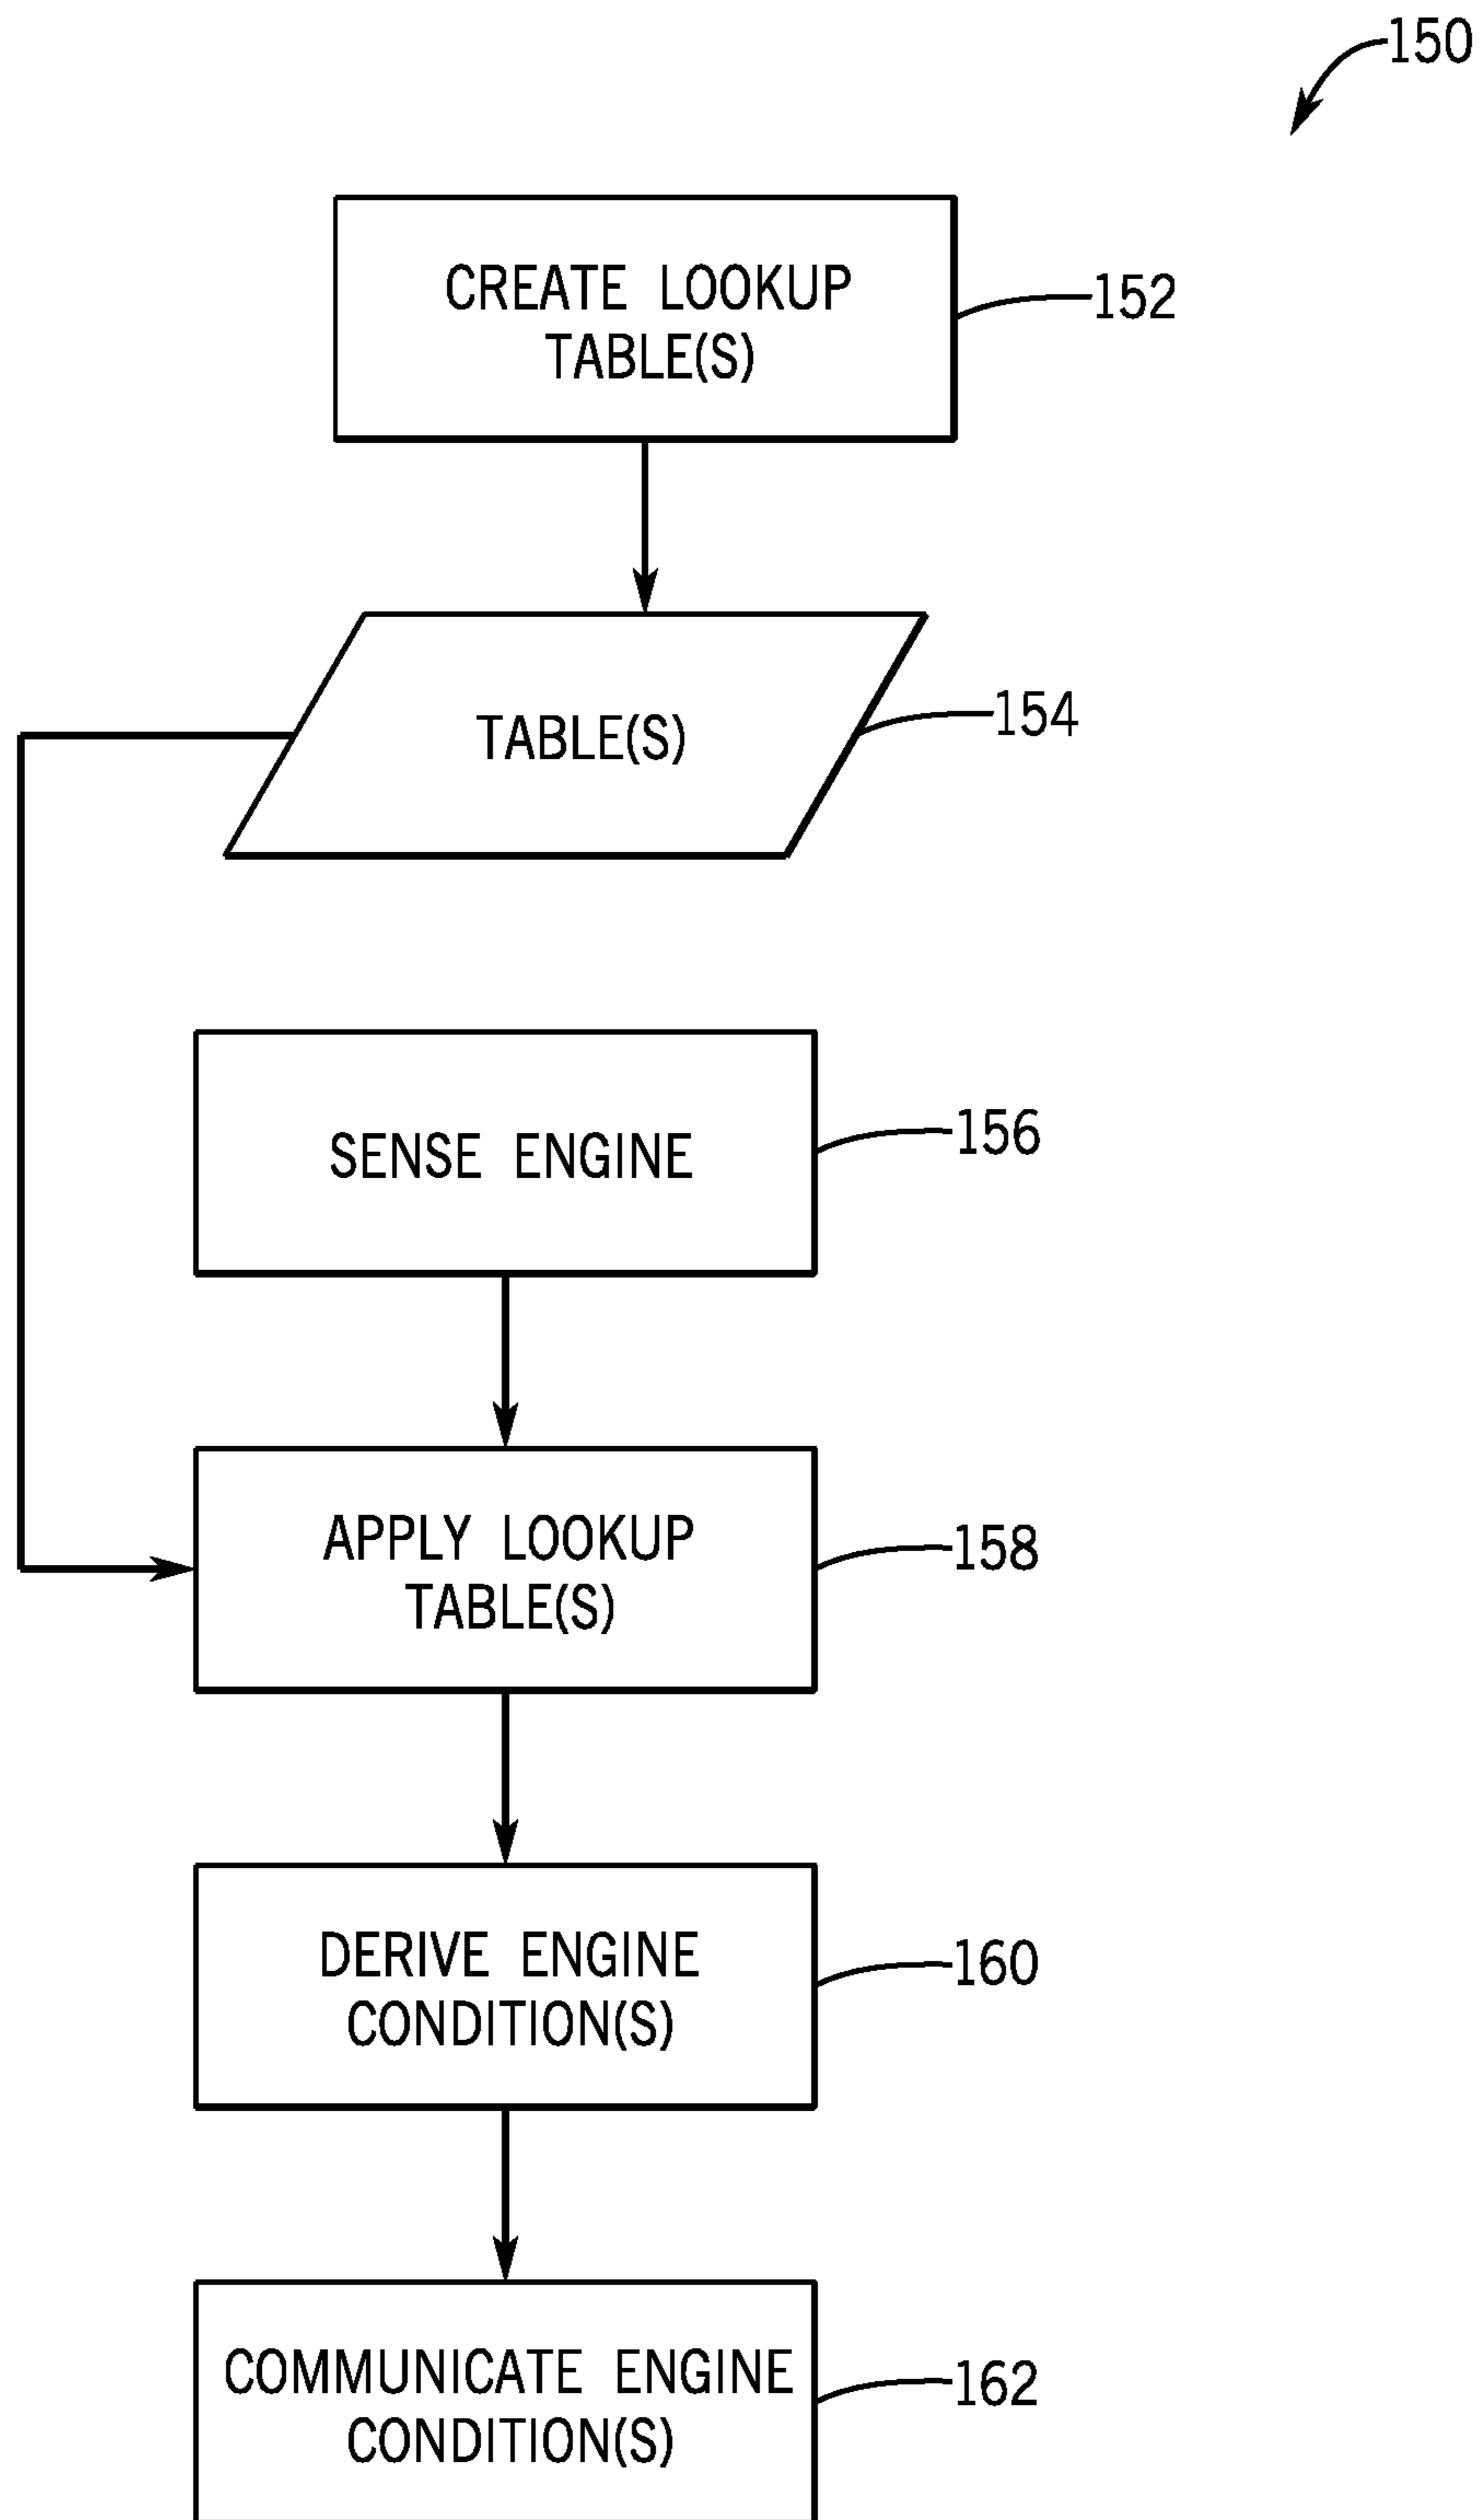 150
CREATE LOOKUP
TABLE(S)
152
TABLE(S)
154
SENSE ENGINE
156
APPLY LOOKUP
TABLE(S)
158
DERIVE ENGINE
CONDITION(S)
160
COMMUNICATE ENGINE
CONDITION(S)
162